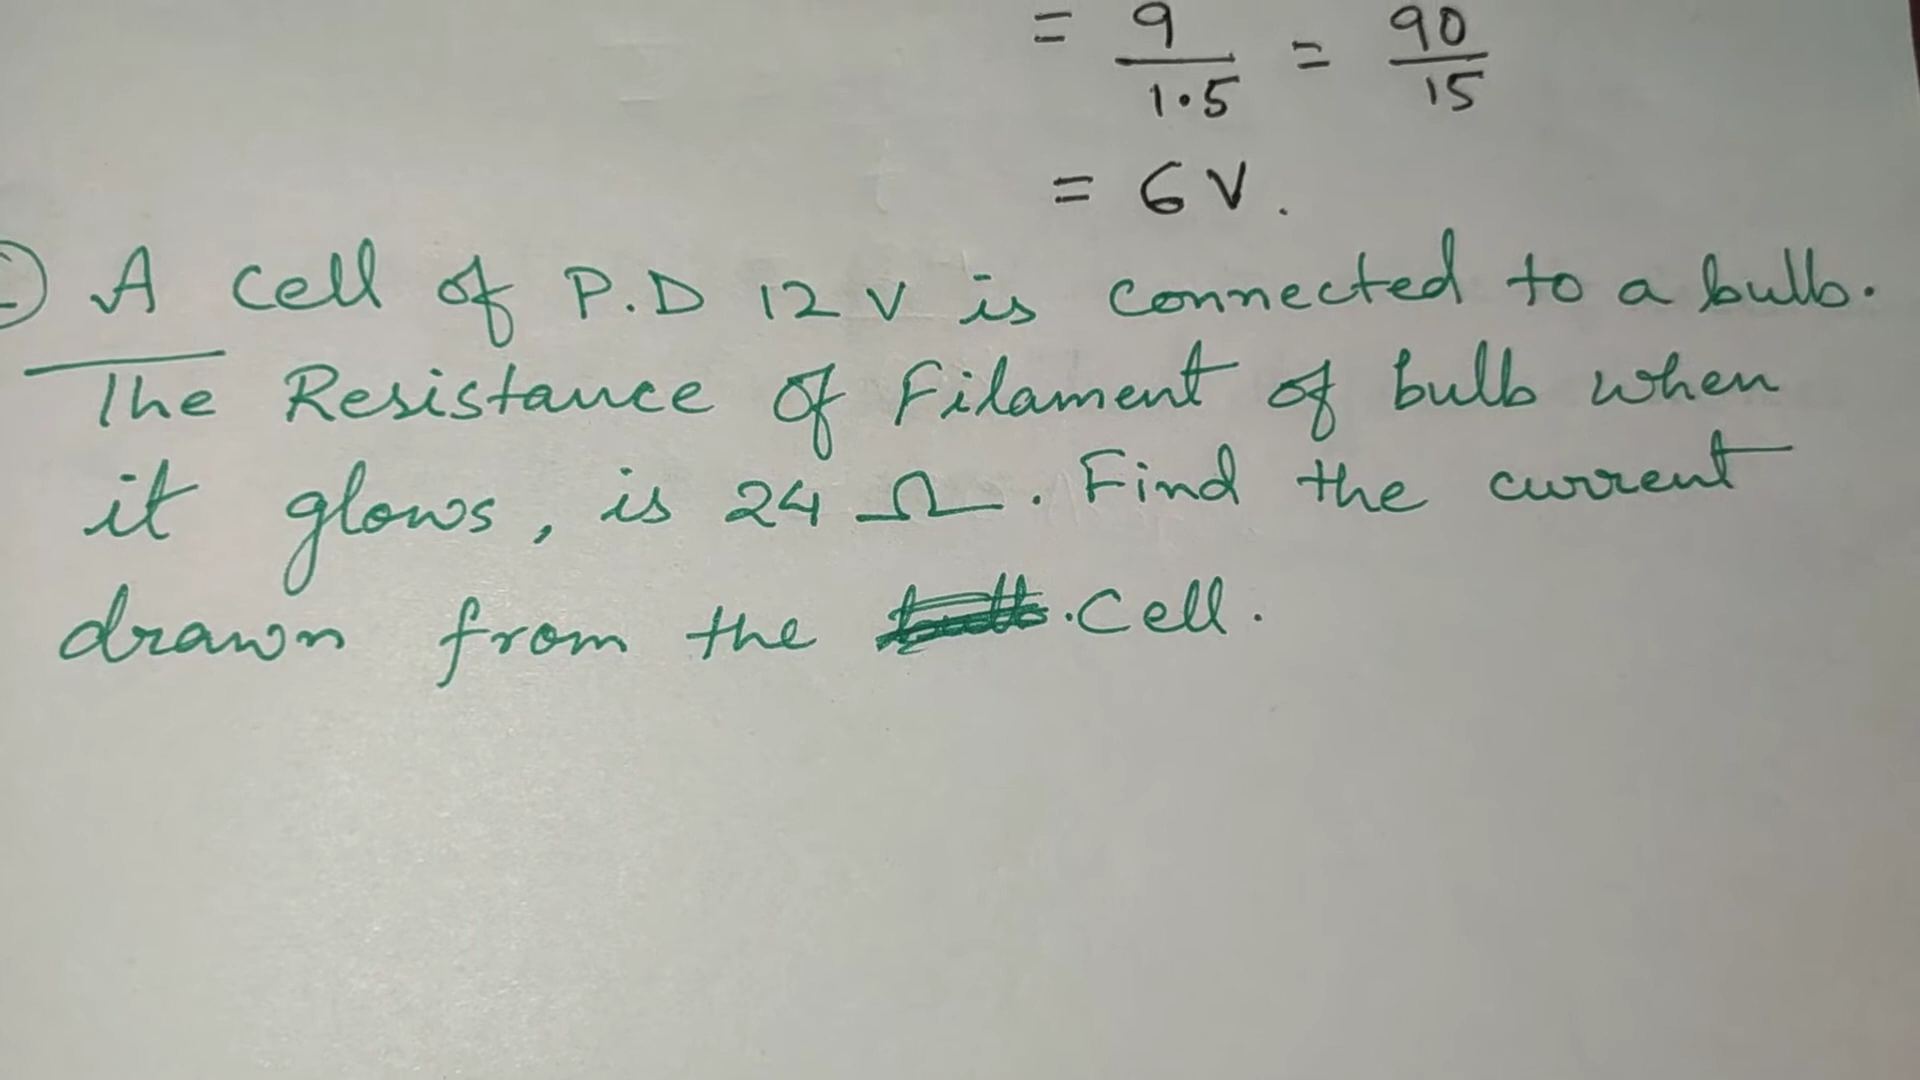 = 9/1.5 = 90/15
= 6 V.
A cell of P.D 12 V is connected to a bulb.
The Resistance of Filament of bulb when
it glows, is 24 Ω. Find the current
drawn from the .Cell.